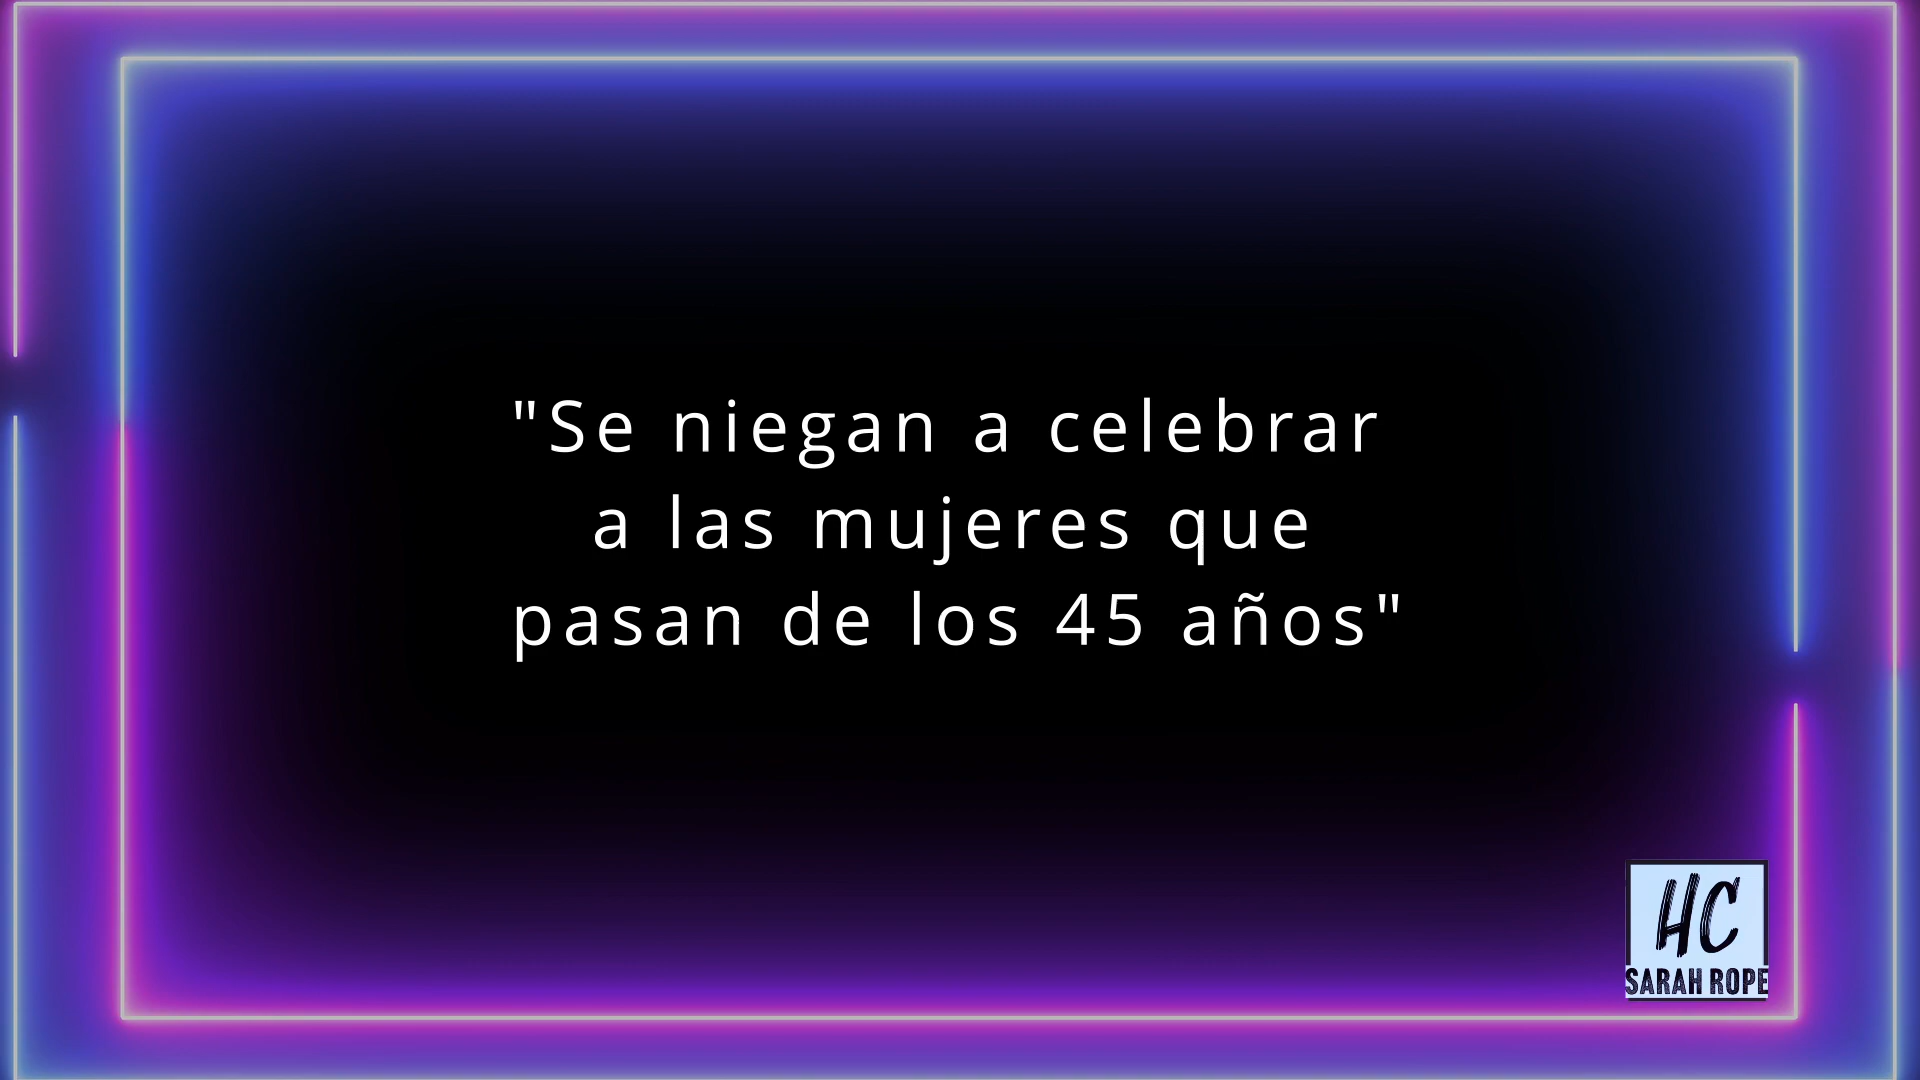 "Se niegan a celebrar
a las mujeres que
pasan de los 45 años"
HC
SARAH ROPE